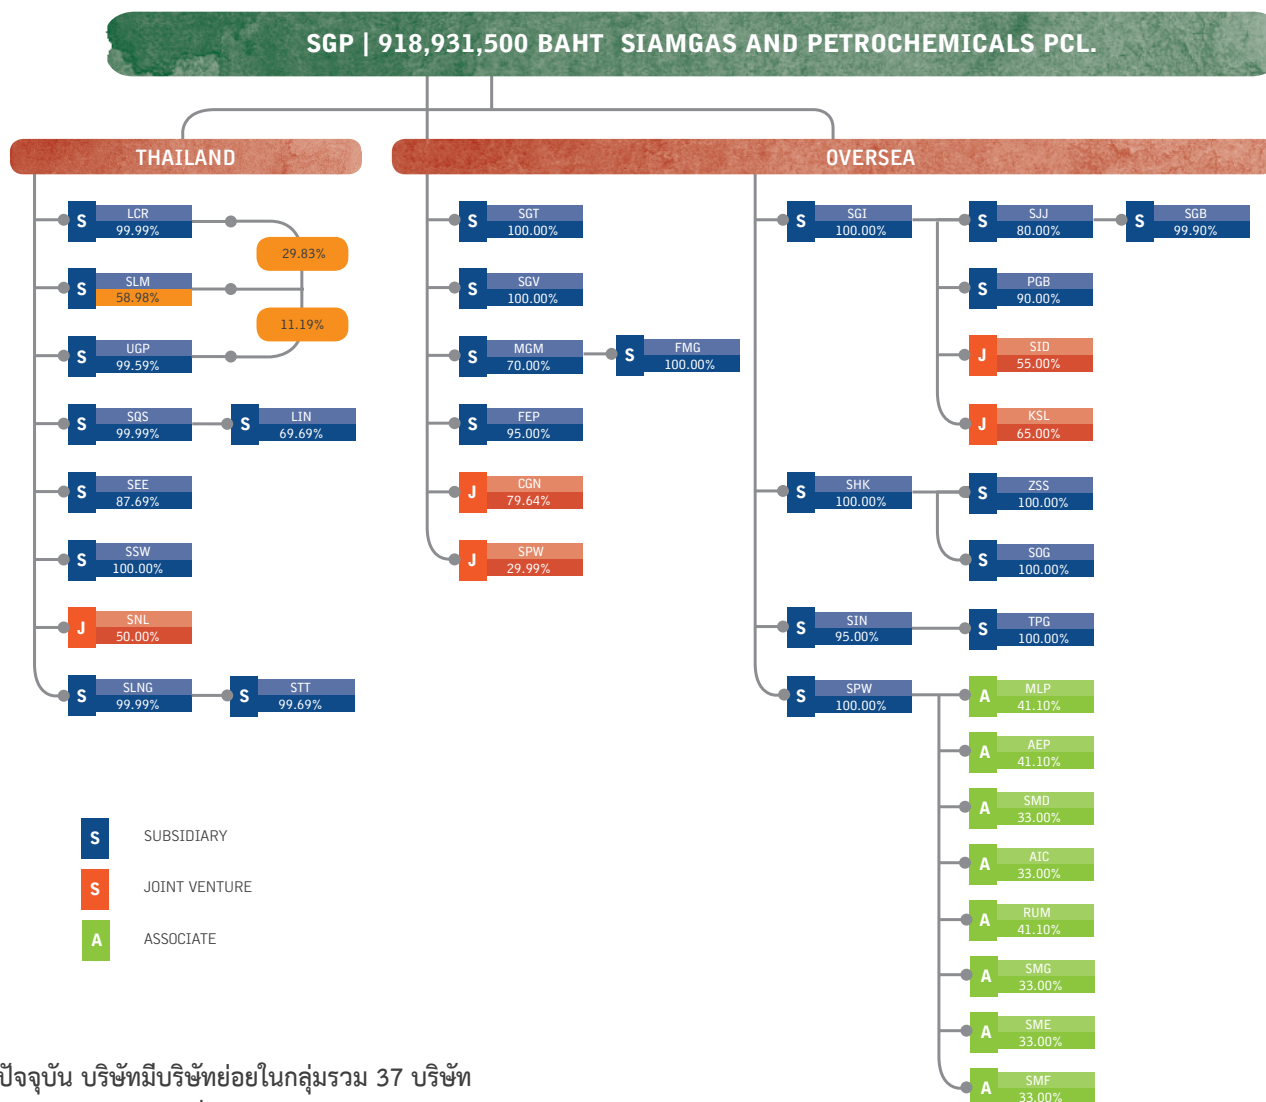 SGP | 918,931,500 BAHT SIAMGAS AND PETROCHEMICALS PCL.
THAILAND
S
LCR
99.99%
29.83%
S
SLM
58.98%
11.19%
S
UGP
99.59%
S
SQS
99.99%
S
LIN
69.69%
S
SEE
87.69%
S
SSW
100.00%
J
SNL
50.00%
S
SLNG
99.99%
S
STT
99.69%
OVERSEA
S
SGT
100.00%
S
SGV
100.00%
S
MGM
70.00%
S
FMG
100.00%
S
FEP
95.00%
J
CGN
79.64%
J
SPW
29.99%
S
SGI
100.00%
S
SJJ
80.00%
S
SGB
99.90%
S
PGB
90.00%
J
SID
55.00%
J
KSL
65.00%
S
SHK
100.00%
S
ZSS
100.00%
S
SOG
100.00%
S
SIN
95.00%
S
TPG
100.00%
S
SPW
100.00%
A
MLP
41.10%
A
AEP
41.10%
A
SMD
33.00%
A
AIC
33.00%
A
RUM
41.10%
A
SMG
33.00%
A
SME
33.00%
A
SMF
33.00%
S SUBSIDIARY
S JOINT VENTURE
A ASSOCIATE
ปัจจุบัน บริษัทมีบริษัทย่อยในกลุ่มรวม 37 บริษัท